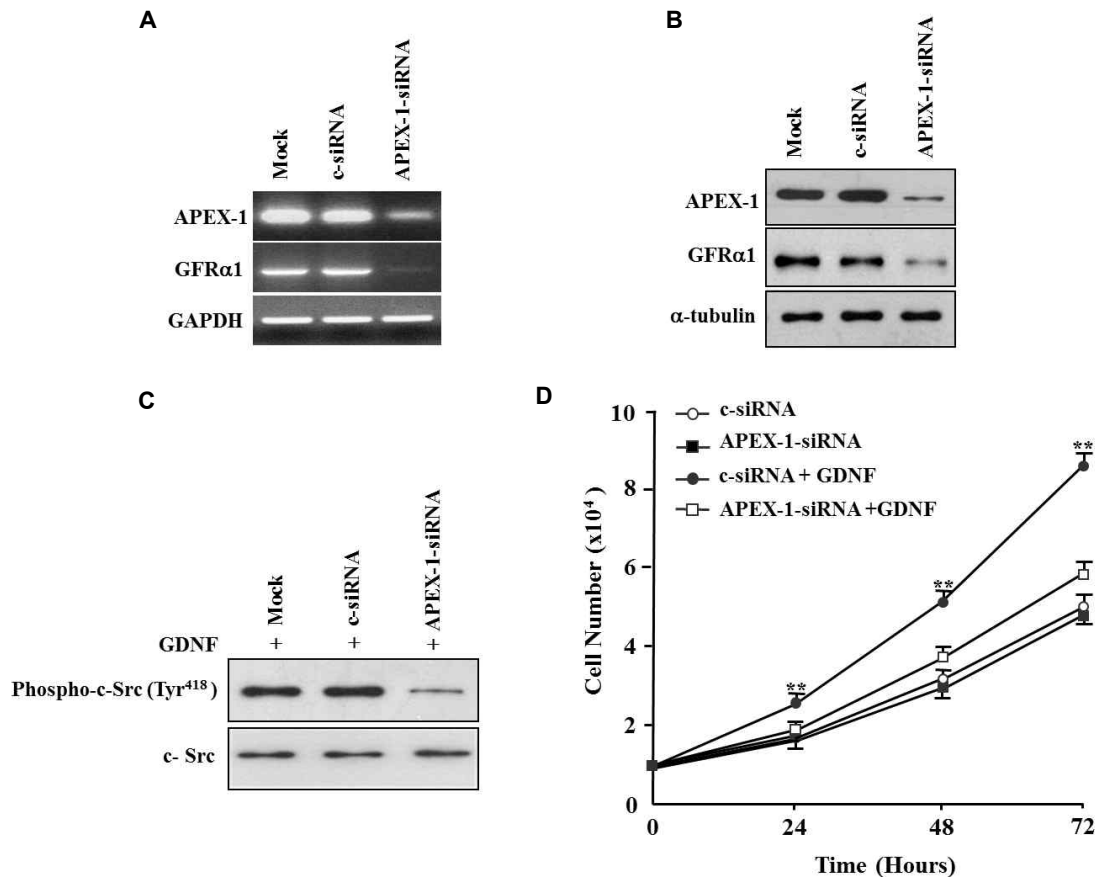 A
Mock
c-siRNA
APEX-1-siRNA
APEX-1
GFRα1
GAPDH
B
Mock
c-siRNA
APEX-1-siRNA
APEX-1
GFRα1
α-tubulin
C
Mock
c-siRNA
APEX-1-siRNA
GDNF + + +
Phospho-c-Src (Tyr⁴¹⁸)
c- Src
D
c-siRNA
APEX-1-siRNA
c-siRNA + GDNF
APEX-1-siRNA +GDNF
Cell Number (x10⁴)
10
8
6
4
2
0
**
**
**
0 24 48 72
Time (Hours)